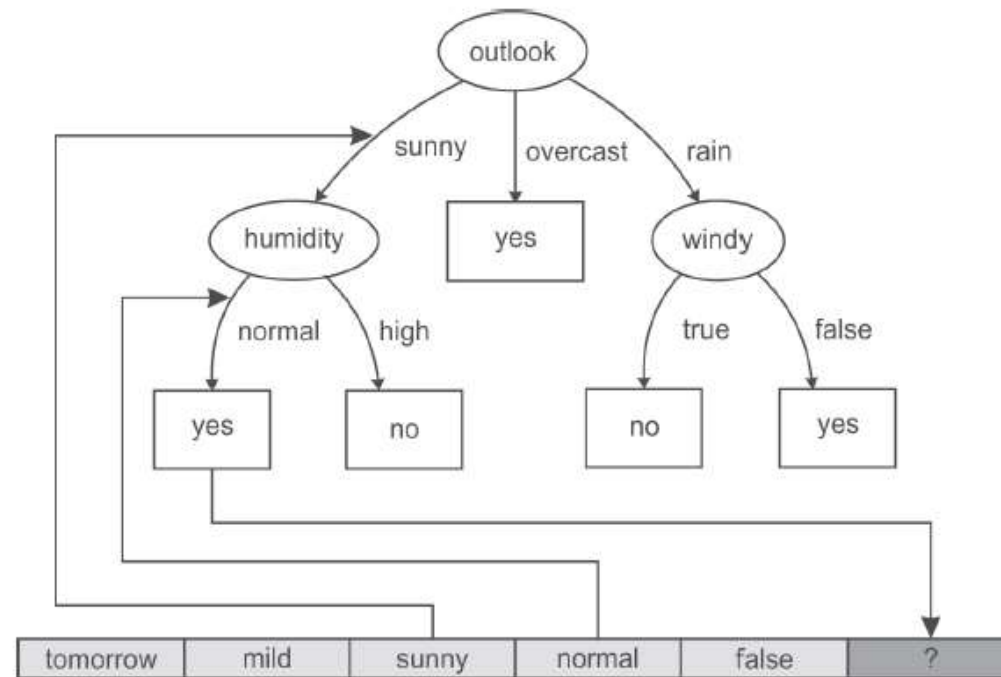 outlook
sunny overcast rain
humidity yes windy
normal high true false
yes no no yes
tomorrow mild sunny normal false ?